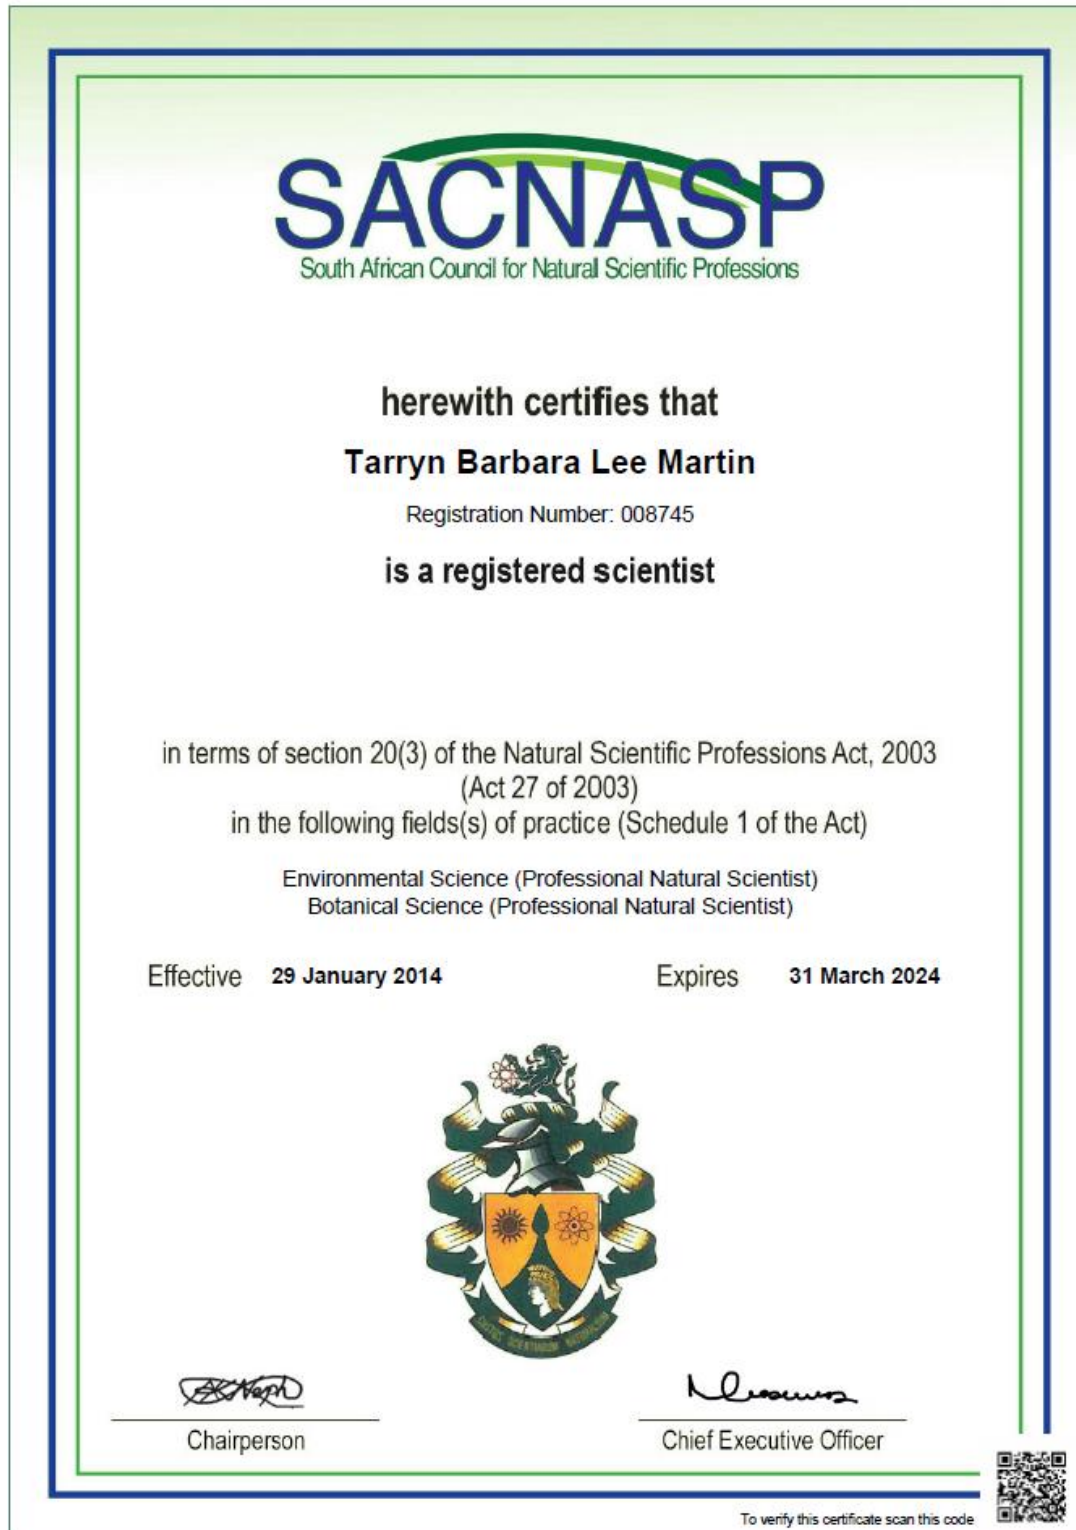 SACNASP
South African Council for Natural Scientific Professions
herewith certifies that
Tarryn Barbara Lee Martin
Registration Number: 008745
is a registered scientist
in terms of section 20(3) of the Natural Scientific Professions Act, 2003
(Act 27 of 2003)
in the following fields(s) of practice (Schedule 1 of the Act)
Environmental Science (Professional Natural Scientist)
Botanical Science (Professional Natural Scientist)
Effective 29 January 2014 Expires 31 March 2024
Chairperson Chief Executive Officer
To verify this certificate scan this code